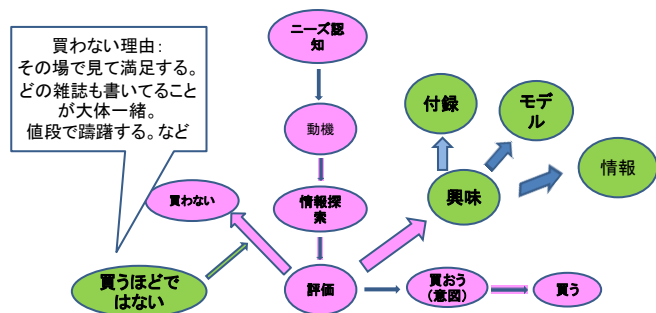 買わない理由:
その場で見て満足する。
どの雑誌も書いてること
が大体一緒。
値段で躊躇する。など
ニーズ認
知
動機
情報探
索
評価
買わない
買うほどで
はない
付録
モデ
ル
情報
興味
買おう
(意図)
買う